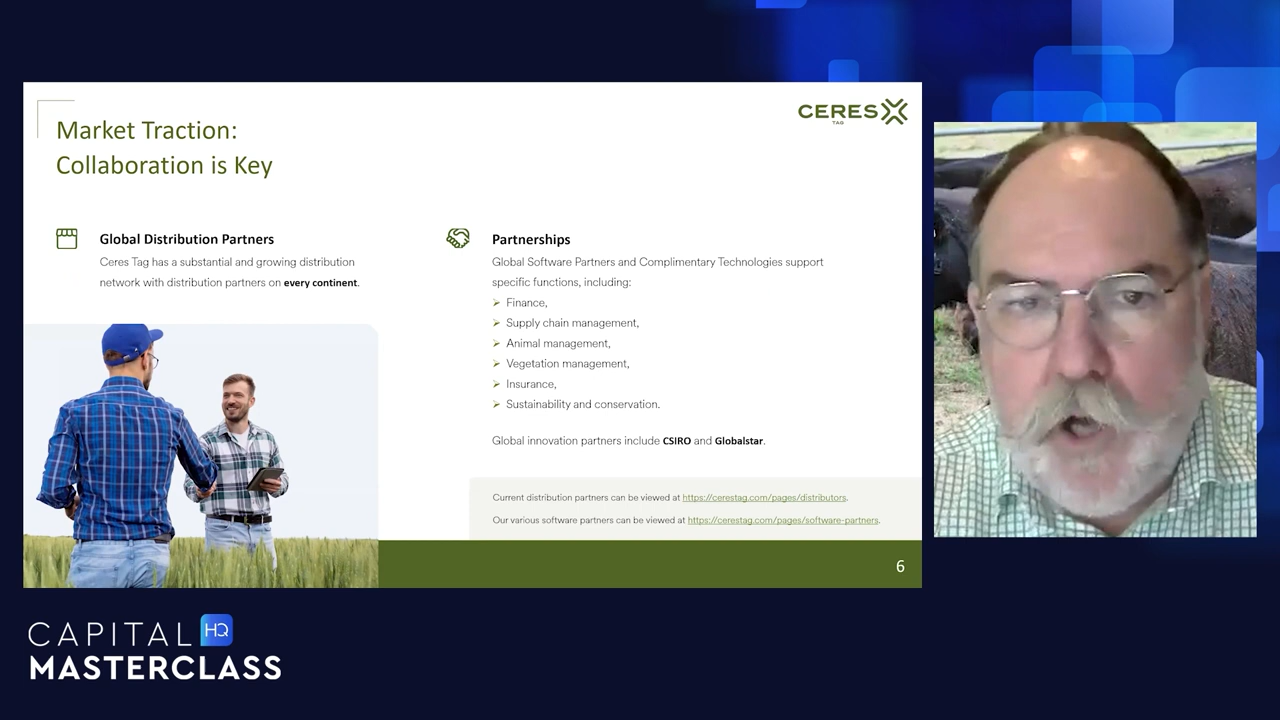 Market Traction:
Collaboration is Key
CERES
TAG
Global Distribution Partners
Ceres Tag has a substantial and growing distribution
network with distribution partners on every continent.
Partnerships
Global Software Partners and Complimentary Technologies support
specific functions, including:
Finance,
Supply chain management,
Animal management,
Vegetation management,
Insurance,
Sustainability and conservation.
Global innovation partners include CSIRO and Globalstar.
Current distribution partners can be viewed at https://cerestag.com/pages/distributors.
Our various software partners can be viewed at https://cerestag.com/pages/software-partners.
6
CAPITAL HQ
MASTERCLASS